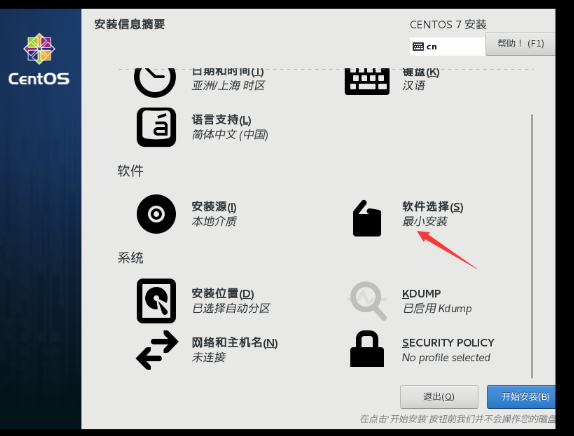 安装信息摘要
CENTOS 7 安装
cn
帮助！(F1)
CentOS
日期和时间(T)
亚洲/上海 时区
键盘(K)
汉语
语言支持(L)
简体中文 (中国)
软件
安装源(I)
本地介质
软件选择(S)
最小安装
系统
安装位置(D)
已选择自动分区
KDUMP
已启用 Kdump
网络和主机名(N)
未连接
SECURITY POLICY
No profile selected
退出(Q)
开始安装(B)
在点击'开始安装'按钮前我们并不会操作您的磁盘